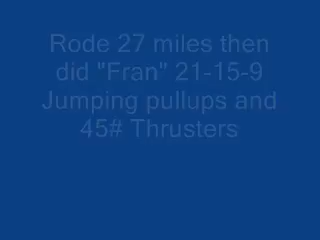 Rode 27 miles then
did "Fran" 21-15-9
Jumping pullups and
45# Thrusters